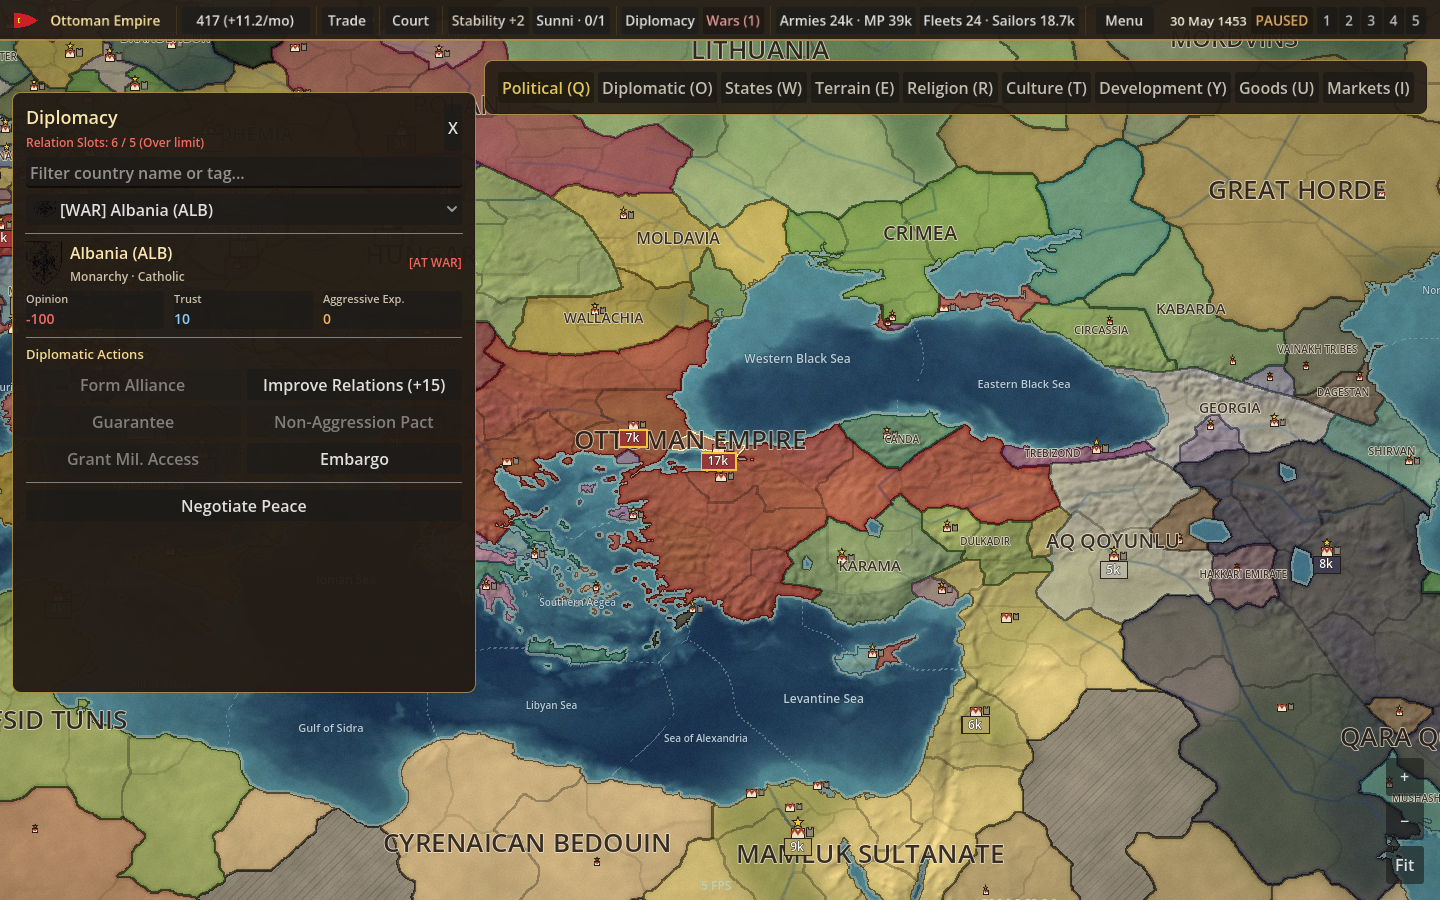 Ottoman Empire
417 (+11.2/mo)
Trade
Court
Stability +2
Sunni · 0/1
Diplomacy
Wars (1)
Armies 24k · MP 39k
Fleets 24 · Sailors 18.7k
Menu
30 May 1453
PAUSED
1 2 3 4 5
Political (Q)
Diplomatic (O)
States (W)
Terrain (E)
Religion (R)
Culture (T)
Development (Y)
Goods (U)
Markets (I)
Diplomacy
X
Relation Slots: 6 / 5 (Over limit)
Filter country name or tag...
[WAR] Albania (ALB)
Albania (ALB)
Monarchy · Catholic
[AT WAR]
Opinion
-100
Trust
10
Aggressive Exp.
0
Diplomatic Actions
Form Alliance
Improve Relations (+15)
Guarantee
Non-Aggression Pact
Grant Mil. Access
Embargo
Negotiate Peace
LITHUANIA
MORDVINS
GREAT HORDE
MOLDAVIA
CRIMEA
WALLACHIA
KABARDA
CIRCASSIA
VAINAKH TRIBES
DAGESTAN
Western Black Sea
Eastern Black Sea
GEORGIA
OTTOMAN EMPIRE
7k
17k
CANDA
TREBIZOND
SHIRVAN
DULKADIR
AQ QOYUNLU
KARAMA
5k
HAKKARI EMIRATE
8k
Southern Aegea
Levantine Sea
Libyan Sea
Gulf of Sidra
Sea of Alexandria
6k
FSID TUNIS
QARA Q
CYRENAICAN BEDOUIN
MAMLUK SULTANATE
9k
MUSHASH
+
−
Fit
5 FPS